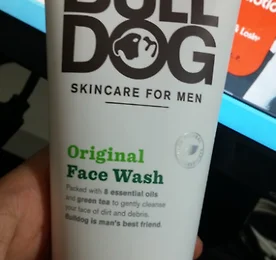 BULL
DOG
SKINCARE FOR MEN
Original
Face Wash
Packed with 8 essential oils
and green tea to gently cleanse
your face of dirt and debris.
Bulldog is man's best friend.